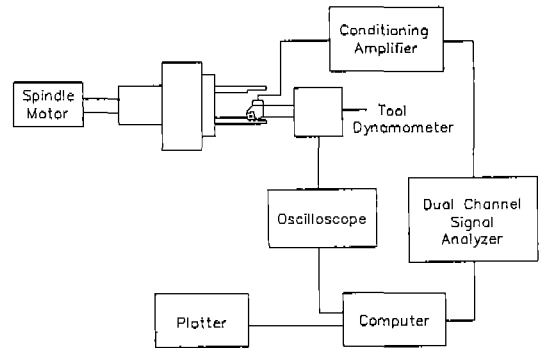 Conditioning
Amplifier
Spindle
Motor
Tool
Dynamometer
Oscilloscope
Dual Channel
Signal
Analyzer
Plotter
Computer